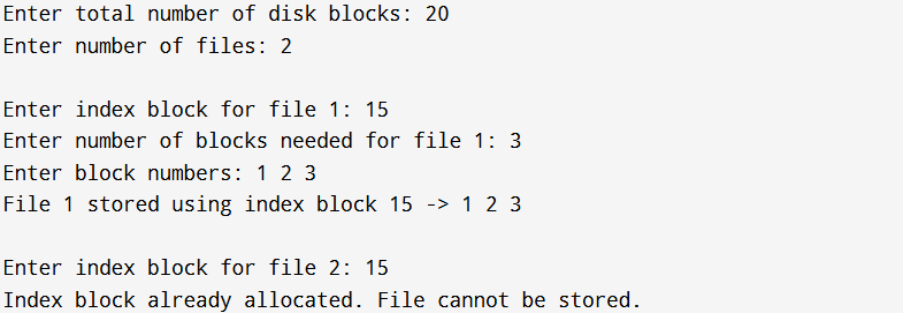 Enter total number of disk blocks: 20
Enter number of files: 2
Enter index block for file 1: 15
Enter number of blocks needed for file 1: 3
Enter block numbers: 1 2 3
File 1 stored using index block 15 -> 1 2 3
Enter index block for file 2: 15
Index block already allocated. File cannot be stored.